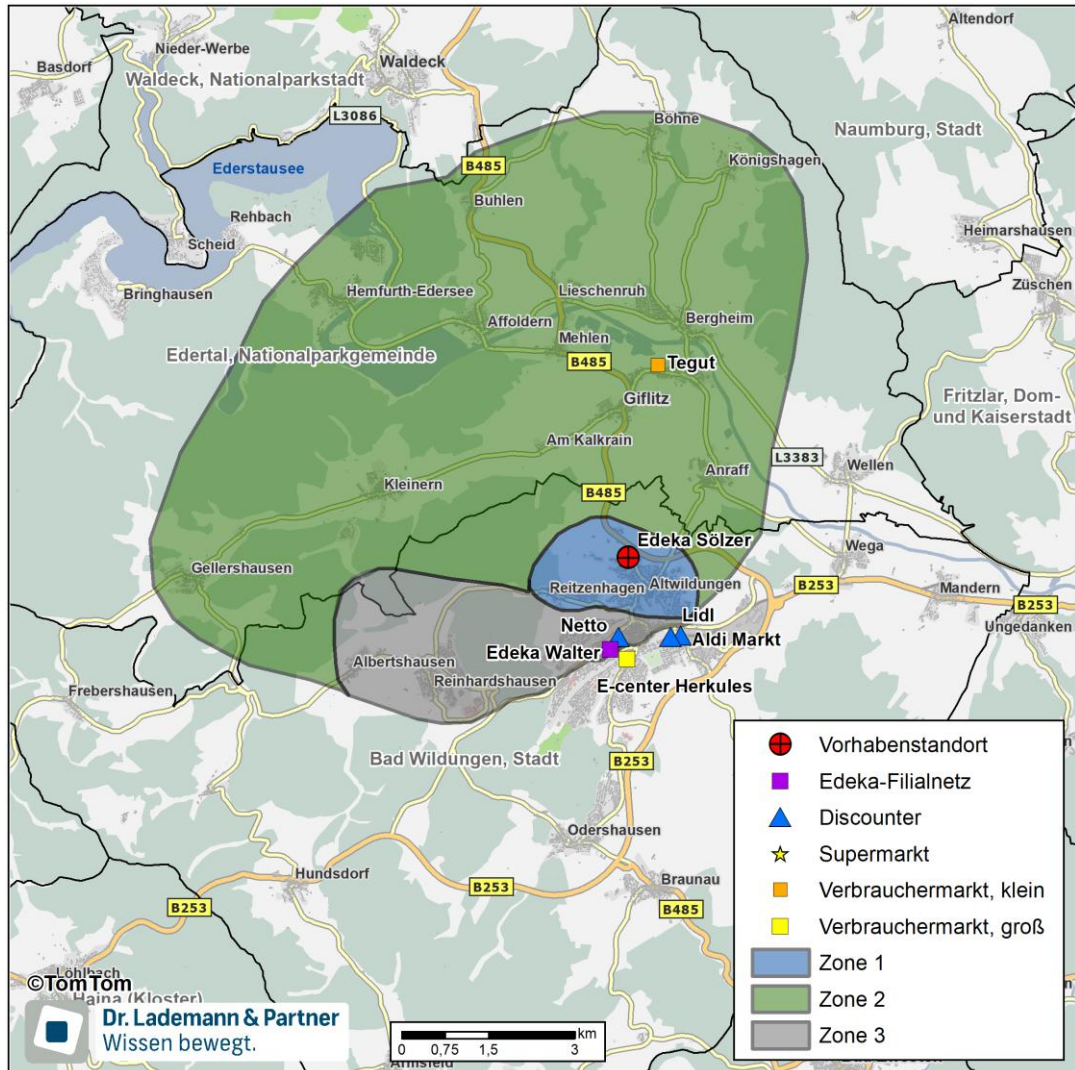 Nieder-Werbe
Altendorf
Basdorf
Waldeck, Nationalparkstadt
Waldeck
L3086
Böhne
Naumburg, Stadt
Königshagen
B485
Ederstausee
Buhlen
Rehbach
Scheid
Heimarshausen
Bringhausen
Hemfurth-Edersee
Lieschenruh
Züschen
Affoldern
Bergheim
Mehlen
Edertal, Nationalparkgemeinde
B485
Tegut
Giflitz
Fritzlar, Dom-
und Kaiserstadt
Am Kalkrain
L3383
Wellen
Anraff
Kleinern
B485
Edeka Sölzer
Wega
Gellershausen
Reitzenhagen
Altwildungen
B253
Mandern
B253
Ungedanken
Lidl
Netto
Aldi Markt
Edeka Walter
Albertshausen
Reinhardshausen
E-center Herkules
Frebershausen
Bad Wildungen, Stadt
B253
Odershausen
Hundsdorf
B253
Braunau
B485
B253
Löhlbach
Haina (Kloster)
©TomTom
Dr. Lademann & Partner
Wissen bewegt.
km
0 0,75 1,5 3
Armsfeld
Vorhabenstandort
Edeka-Filialnetz
Discounter
Supermarkt
Verbrauchermarkt, klein
Verbrauchermarkt, groß
Zone 1
Zone 2
Zone 3